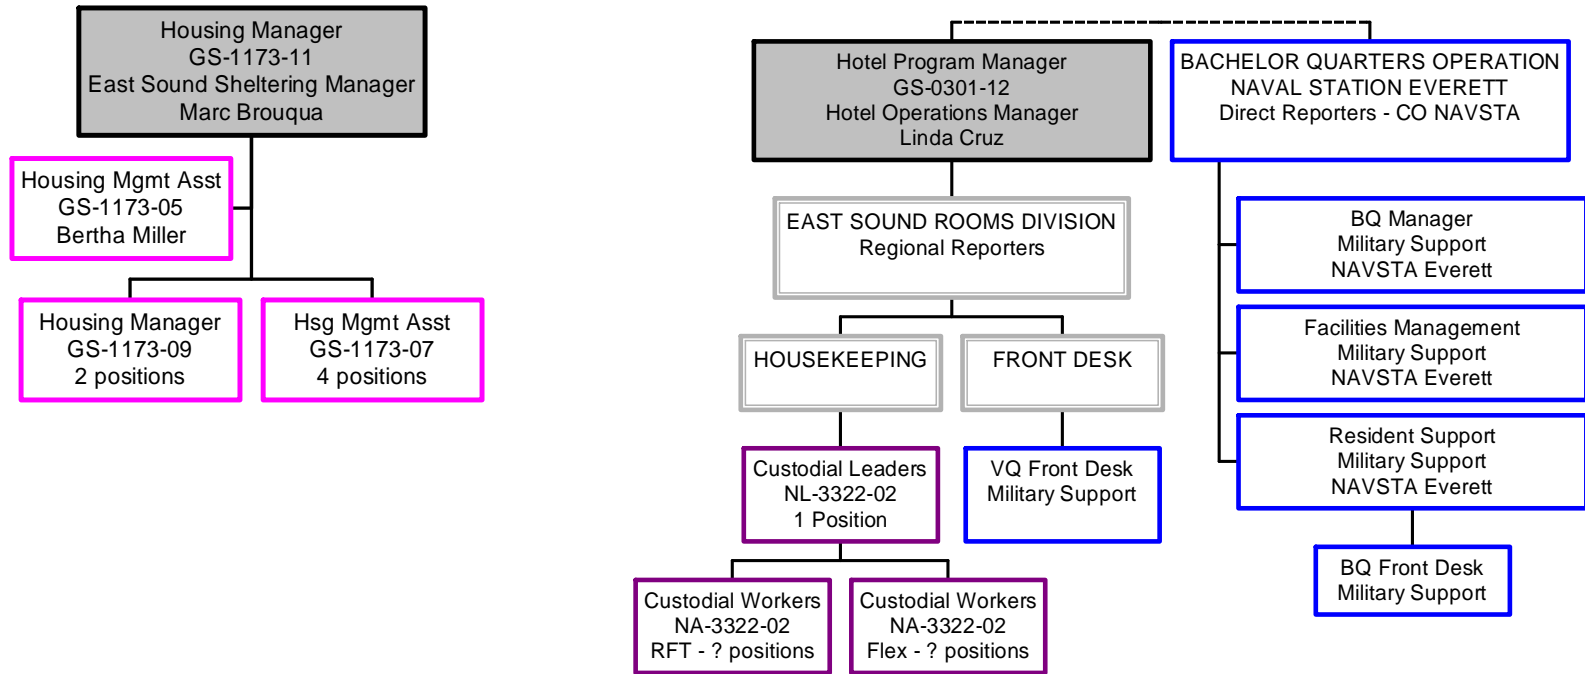 Housing Manager
GS-1173-11
East Sound Sheltering Manager
Marc Brouqua
Housing Mgmt Asst
GS-1173-05
Bertha Miller
Housing Manager
GS-1173-09
2 positions
Hsg Mgmt Asst
GS-1173-07
4 positions
Hotel Program Manager
GS-0301-12
Hotel Operations Manager
Linda Cruz
EAST SOUND ROOMS DIVISION
Regional Reporters
HOUSEKEEPING
FRONT DESK
Custodial Leaders
NL-3322-02
1 Position
VQ Front Desk
Military Support
Custodial Workers
NA-3322-02
RFT - ? positions
Custodial Workers
NA-3322-02
Flex - ? positions
BACHELOR QUARTERS OPERATION
NAVAL STATION EVERETT
Direct Reporters - CO NAVSTA
BQ Manager
Military Support
NAVSTA Everett
Facilities Management
Military Support
NAVSTA Everett
Resident Support
Military Support
NAVSTA Everett
BQ Front Desk
Military Support